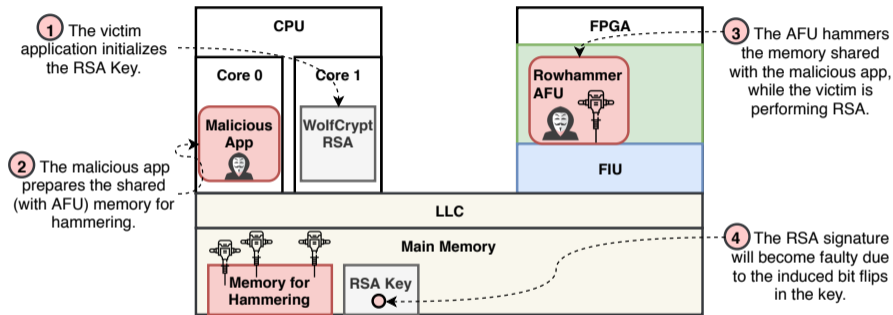 1 The victim
application initializes
the RSA Key.
2 The malicious app
prepares the shared
(with AFU) memory for
hammering.
CPU
Core 0
Core 1
Malicious
App
WolfCrypt
RSA
FPGA
Rowhammer
AFU
FIU
LLC
Main Memory
Memory for
Hammering
RSA Key
3 The AFU hammers
the memory shared
with the malicious app,
while the victim is
performing RSA.
4 The RSA signature
will become faulty due
to the induced bit flips
in the key.